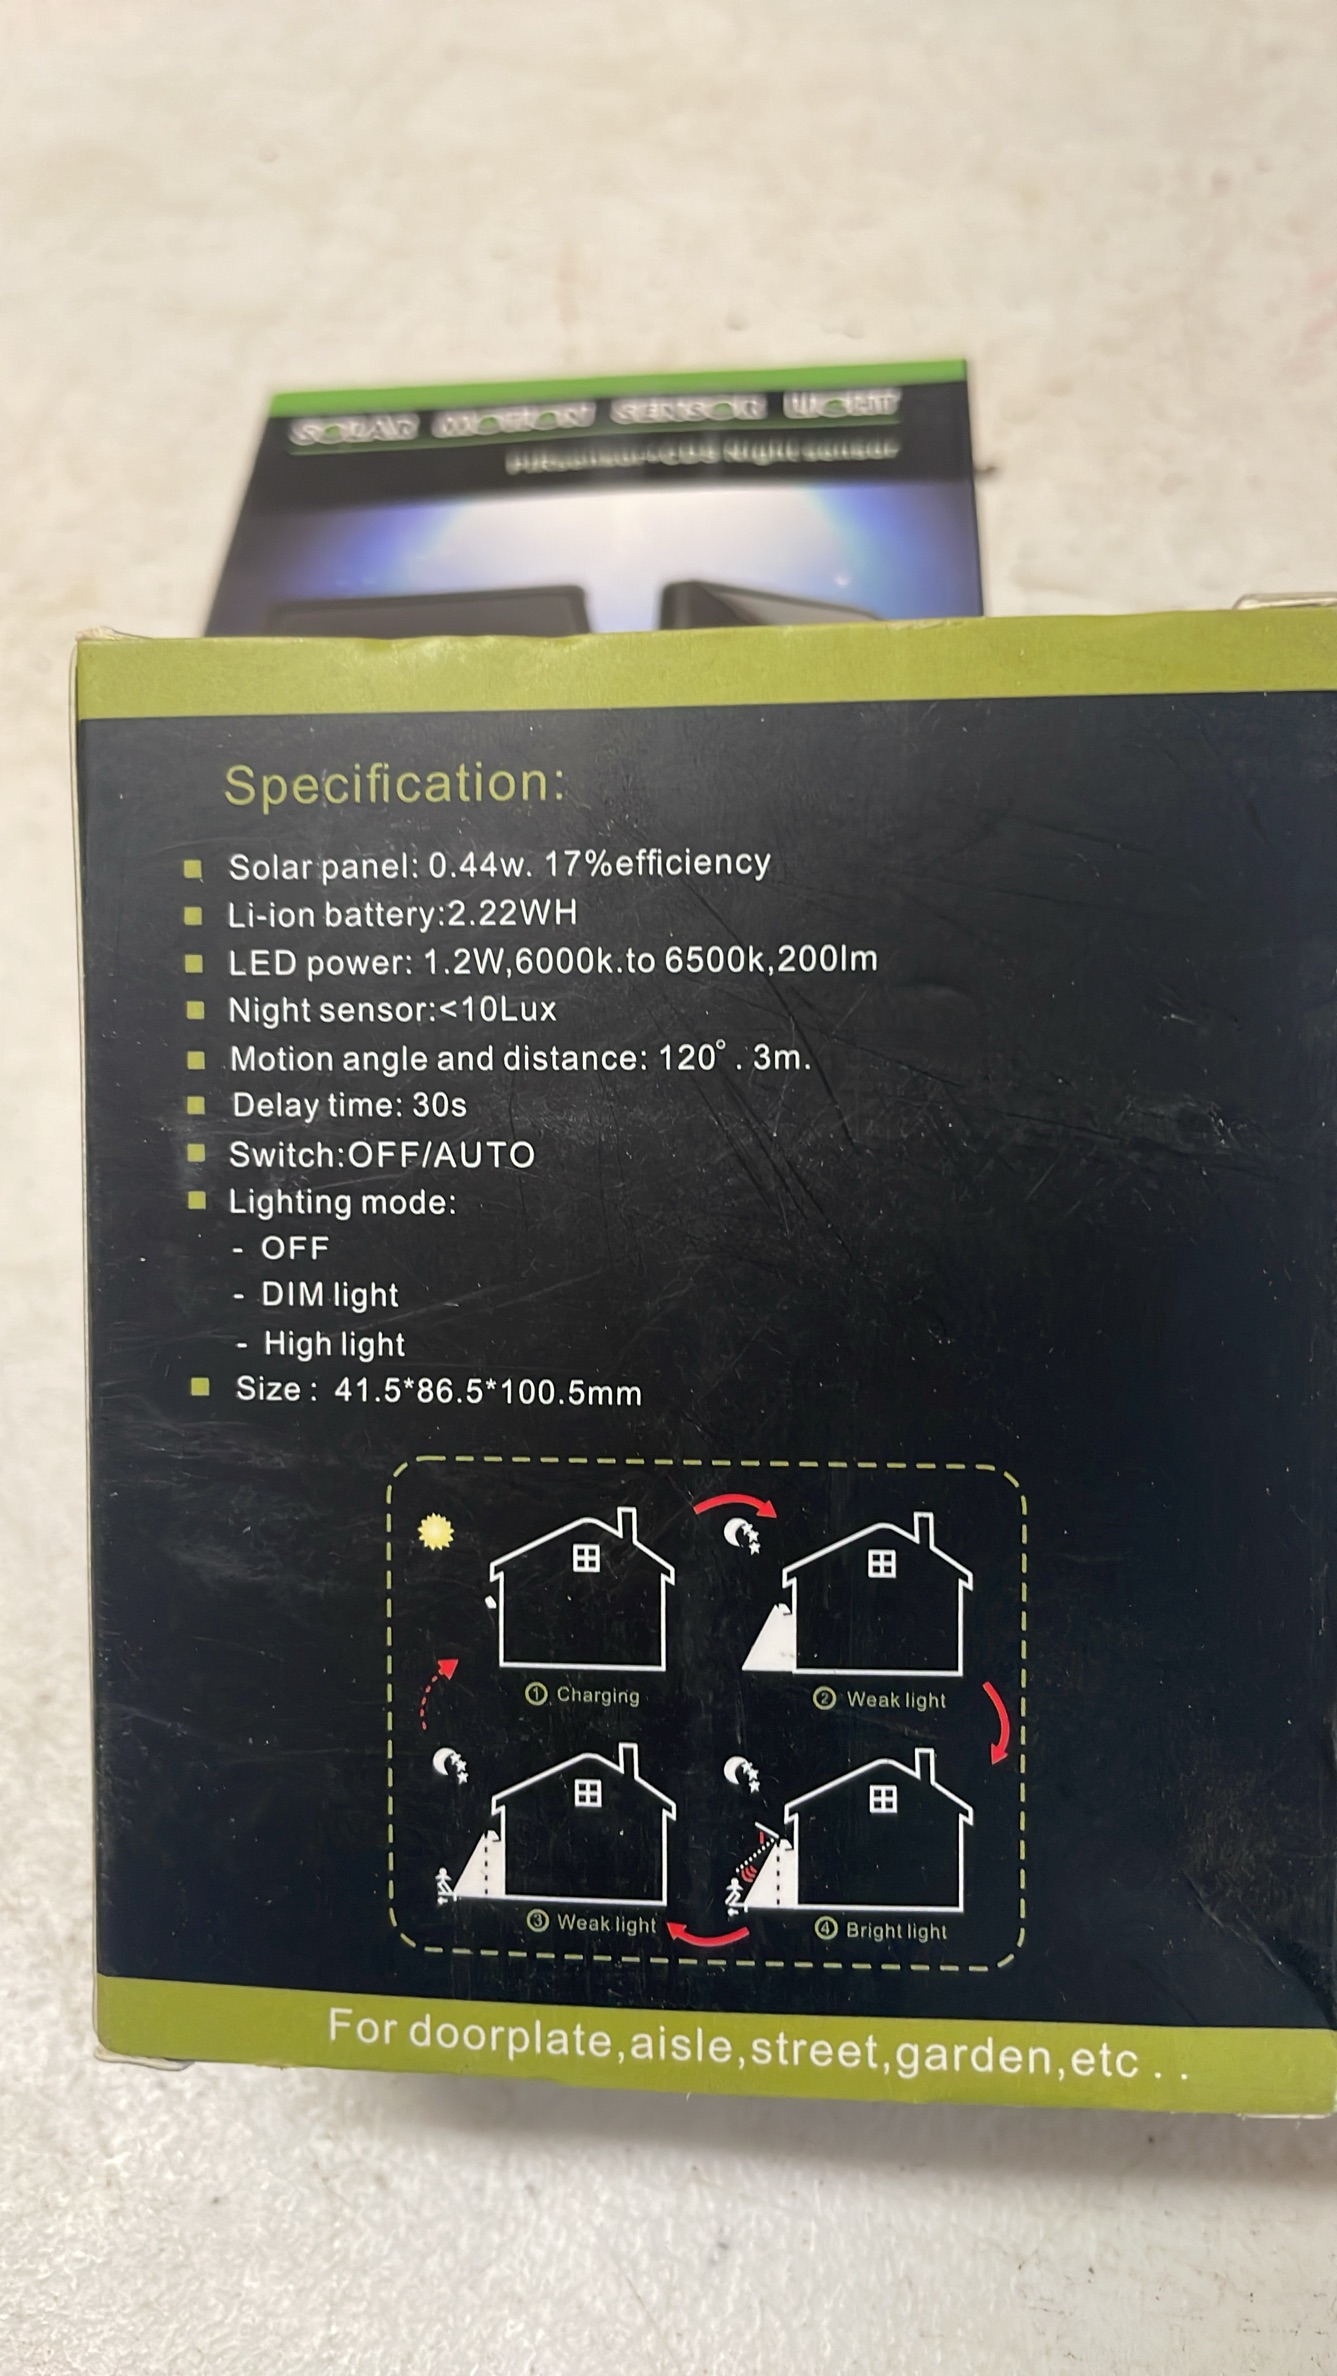 SOLAR MOTION SENSOR LIGHT
Night sensor
Specification:
Solar panel: 0.44w. 17%efficiency
Li-ion battery:2.22WH
LED power: 1.2W,6000k.to 6500k,200lm
Night sensor:<10Lux
Motion angle and distance: 120° . 3m.
Delay time: 30s
Switch:OFF/AUTO
Lighting mode:
- OFF
- DIM light
- High light
Size : 41.5*86.5*100.5mm
① Charging
② Weak light
③ Weak light
④ Bright light
For doorplate,aisle,street,garden,etc . .